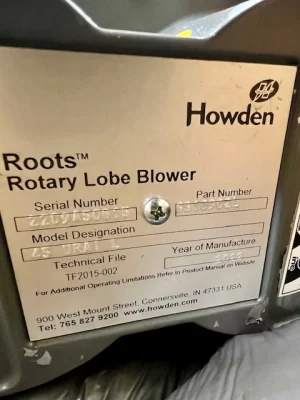 Howden
Roots™
Rotary Lobe Blower
Serial Number
Part Number
Model Designation
45 URAI L
Technical File
Year of Manufacture
TF2015-002
For Additional Operating Limitations Refer to Product Manual on Website
900 West Mount Street, Connersville, IN 47331 USA
Tel: 765 827 9200 www.howden.com